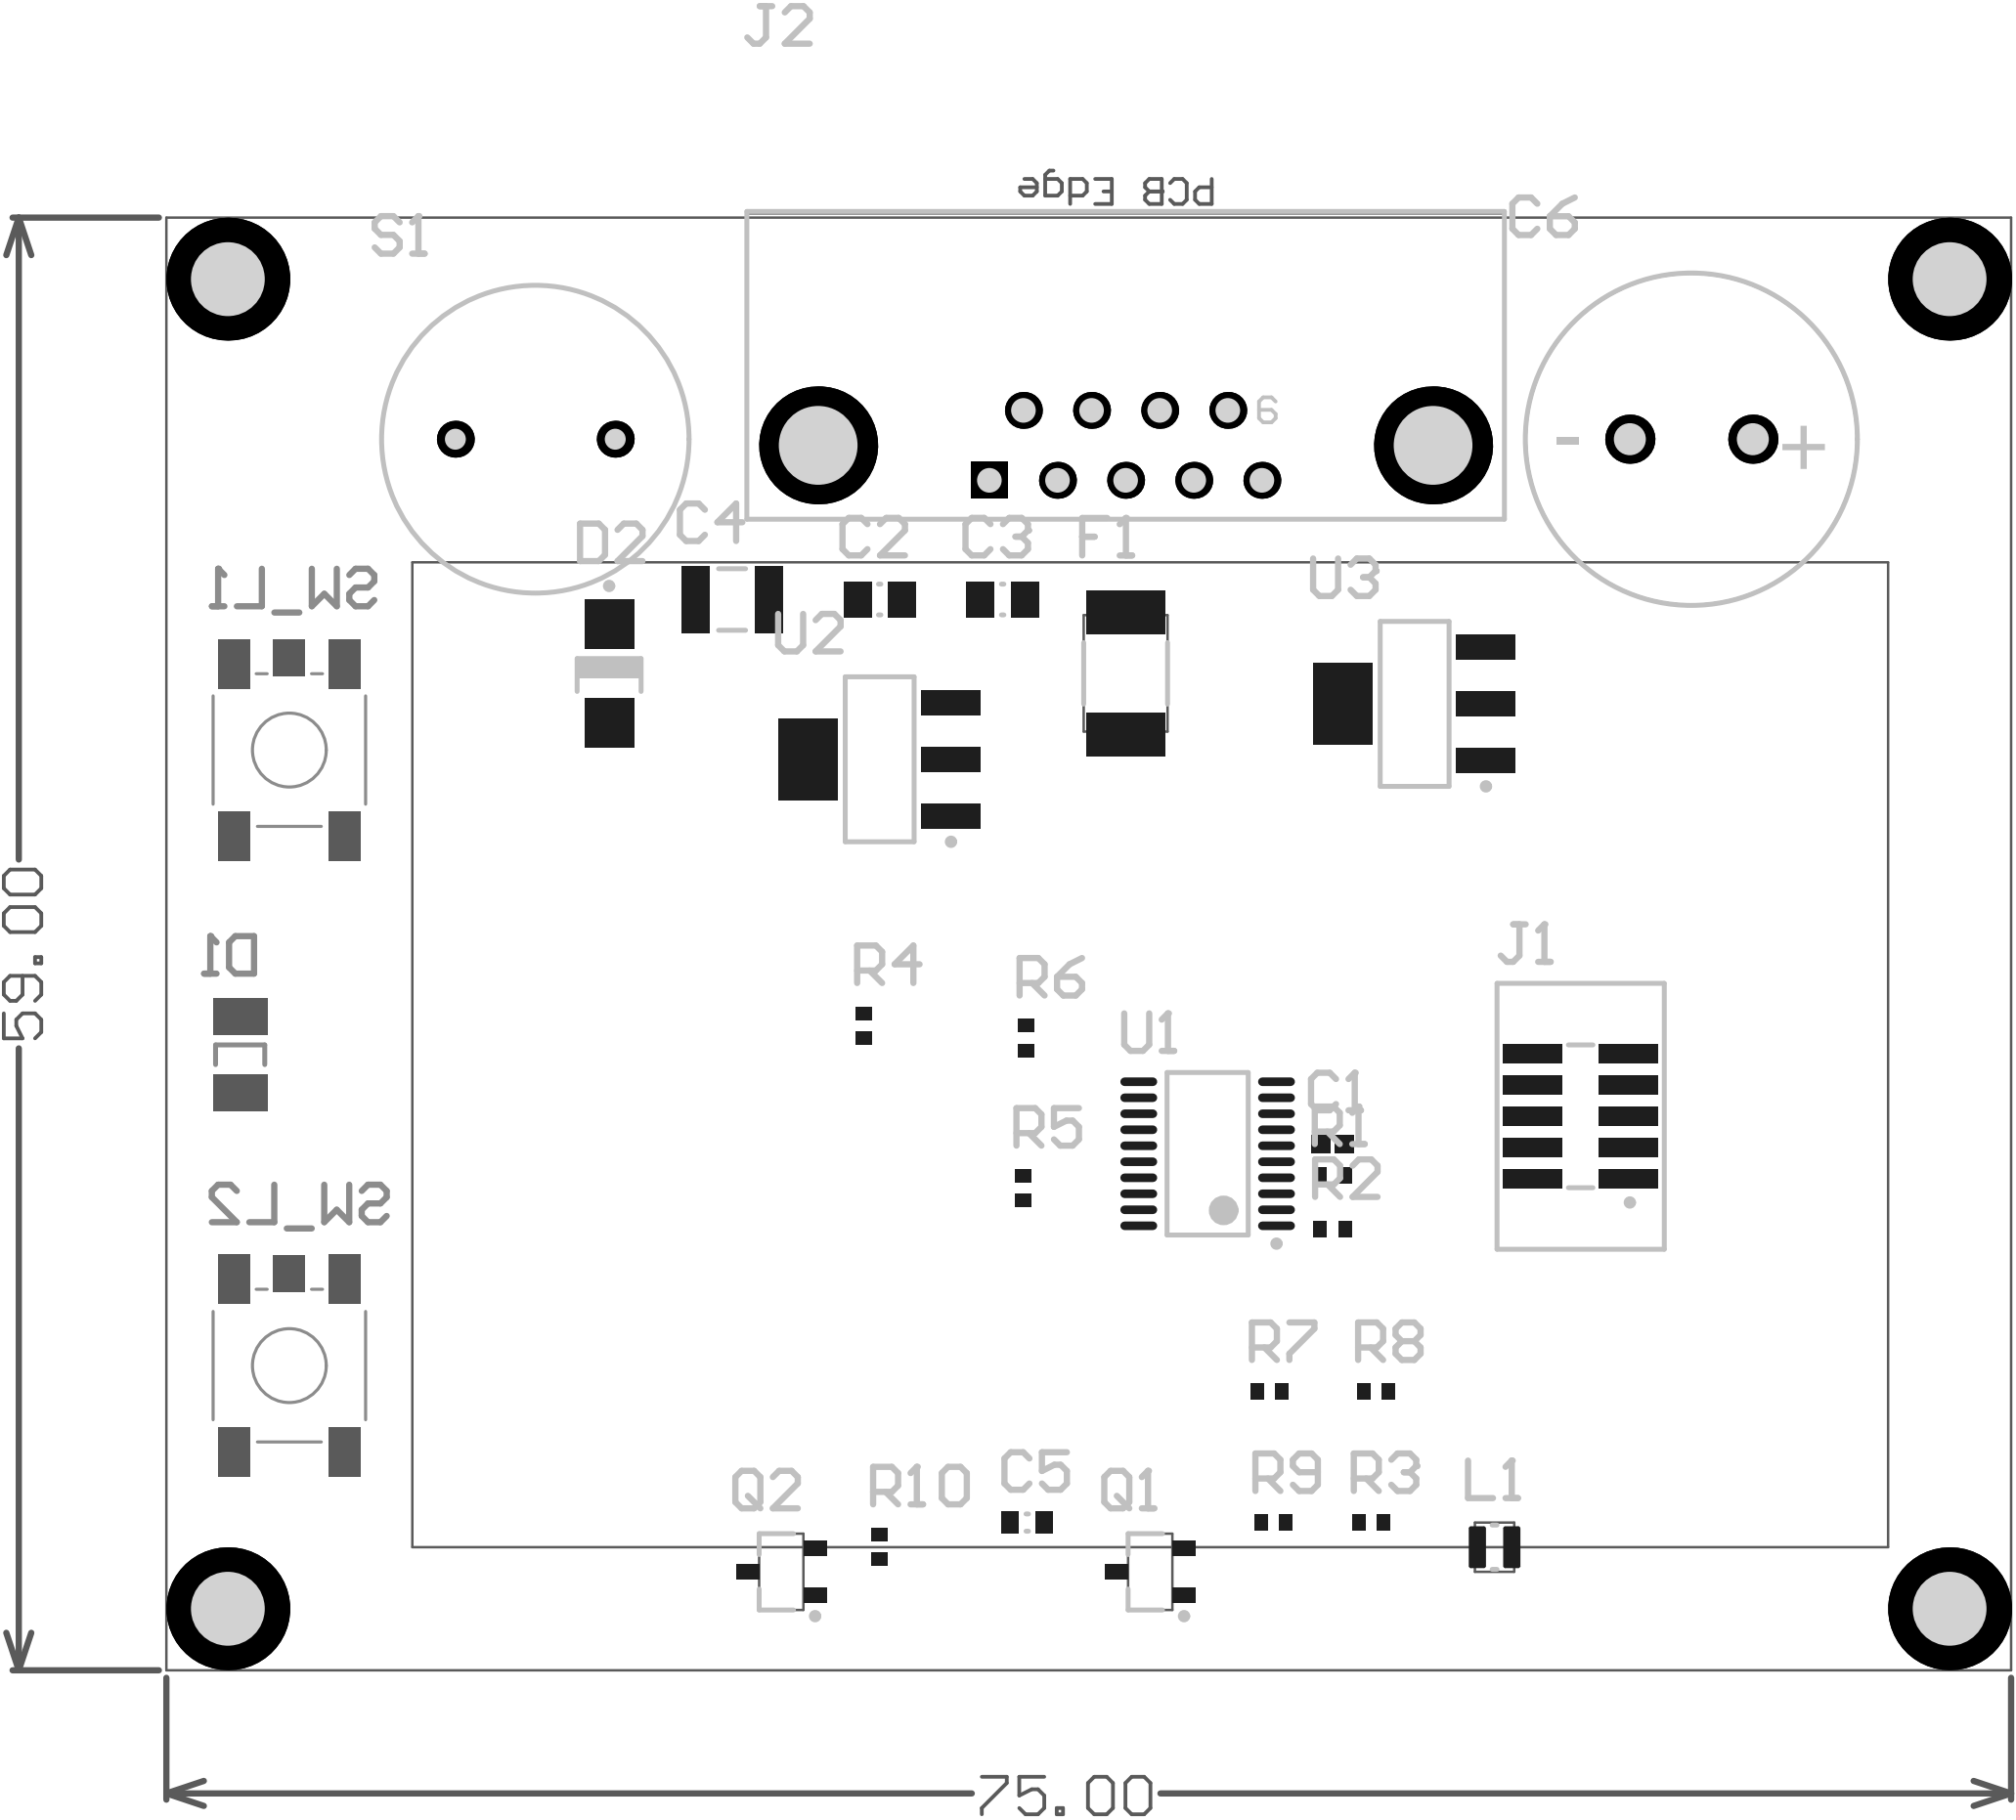 J2
PCB Edge
S1
C6
6
- +
D2 C4 C2 C3 F1
SW_L1
U2
U3
59.00
D1
R4 R6
J1
U1
C1
R5
R1
R2
SW_L2
R7 R8
Q2 R10 C5 Q1 R9 R3 L1
75.00